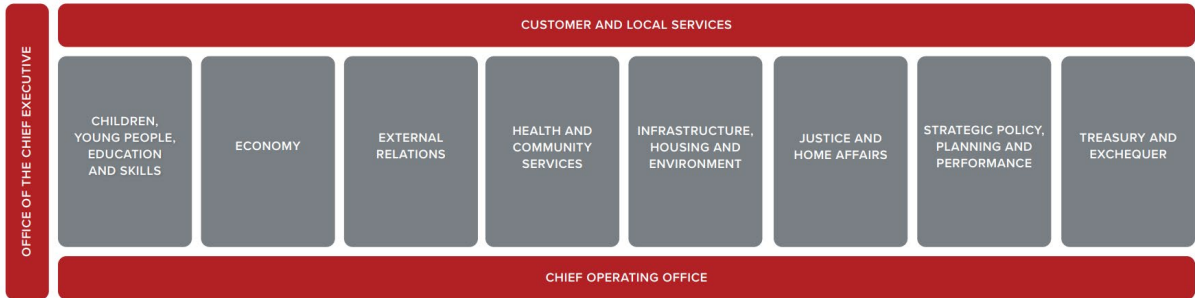 OFFICE OF THE CHIEF EXECUTIVE
CUSTOMER AND LOCAL SERVICES
CHILDREN,
YOUNG PEOPLE,
EDUCATION
AND SKILLS
ECONOMY
EXTERNAL
RELATIONS
HEALTH AND
COMMUNITY
SERVICES
INFRASTRUCTURE,
HOUSING AND
ENVIRONMENT
JUSTICE AND
HOME AFFAIRS
STRATEGIC POLICY,
PLANNING AND
PERFORMANCE
TREASURY AND
EXCHEQUER
CHIEF OPERATING OFFICE